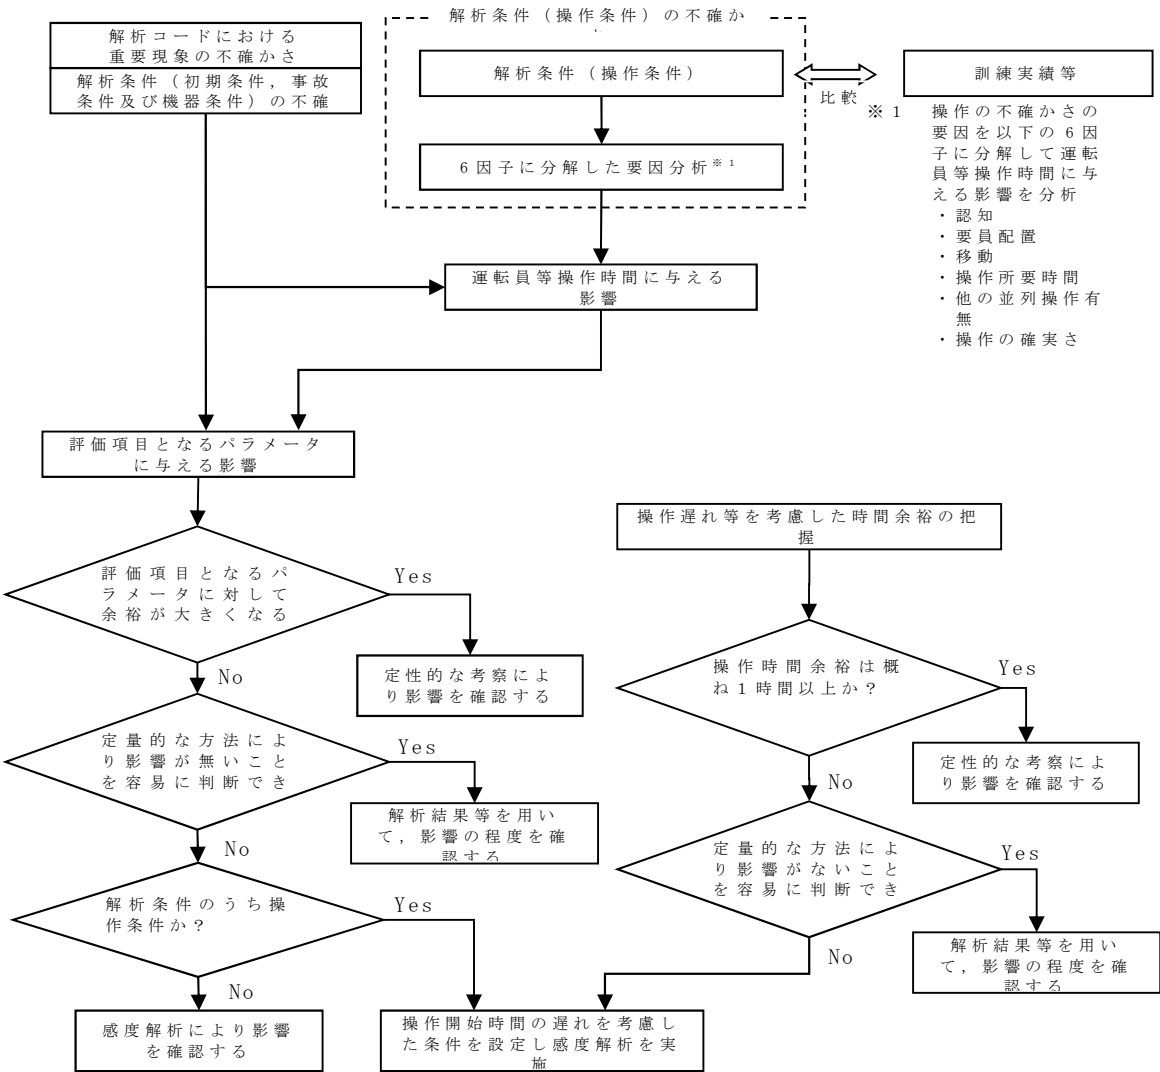 解析コードにおける
重要現象の不確かさ
解析条件（初期条件，事故
条件及び機器条件）の不確
解析条件（操作条件）の不確か
解析条件（操作条件）
6因子に分解した要因分析※1
比較
訓練実績等
※1 操作の不確かさの
要因を以下の6因
子に分解して運転
員等操作時間に与
える影響を分析
・認知
・要員配置
・移動
・操作所要時間
・他の並列操作有
無
・操作の確実さ
運転員等操作時間に与える
影響
評価項目となるパラメータ
に与える影響
評価項目となるパ
ラメータに対して
余裕が大きくなる
Yes
定性的な考察によ
り影響を確認する
No
定量的な方法によ
り影響が無いこと
を容易に判断でき
Yes
解析結果等を用い
て，影響の程度を確
認する
No
解析条件のうち操
作条件か？
Yes
No
感度解析により影響
を確認する
操作開始時間の遅れを考慮し
た条件を設定し感度解析を実
施
操作遅れ等を考慮した時間余裕の把
握
操作時間余裕は概
ね1時間以上か？
Yes
定性的な考察によ
り影響を確認する
No
定量的な方法によ
り影響がないこと
を容易に判断でき
Yes
解析結果等を用い
て，影響の程度を確
認する
No